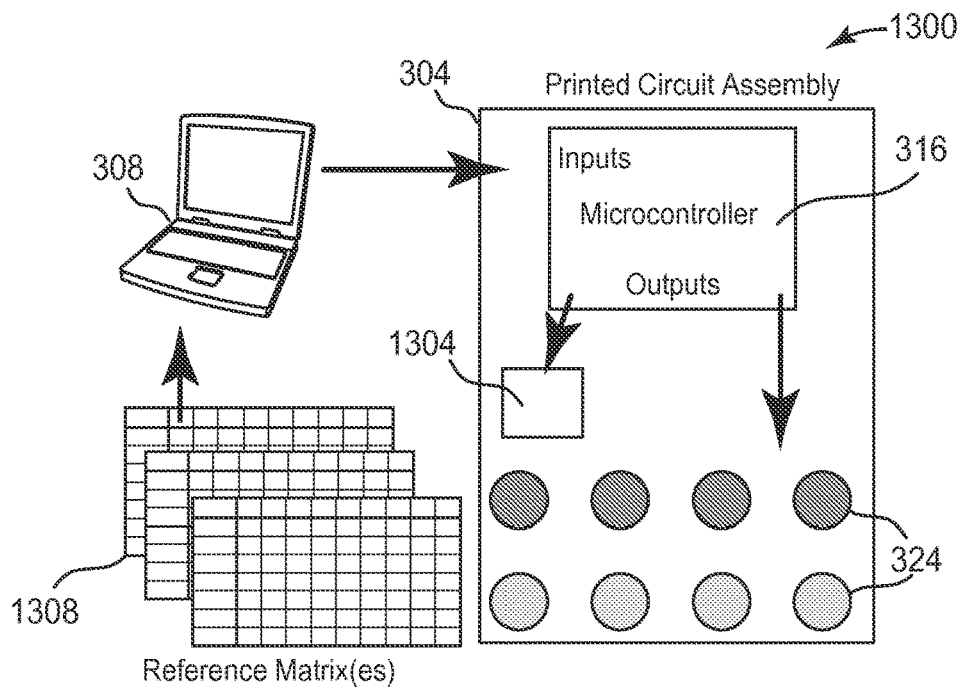 1300
304
Printed Circuit Assembly
308
Inputs
316
Microcontroller
Outputs
1304
324
1308
Reference Matrix(es)